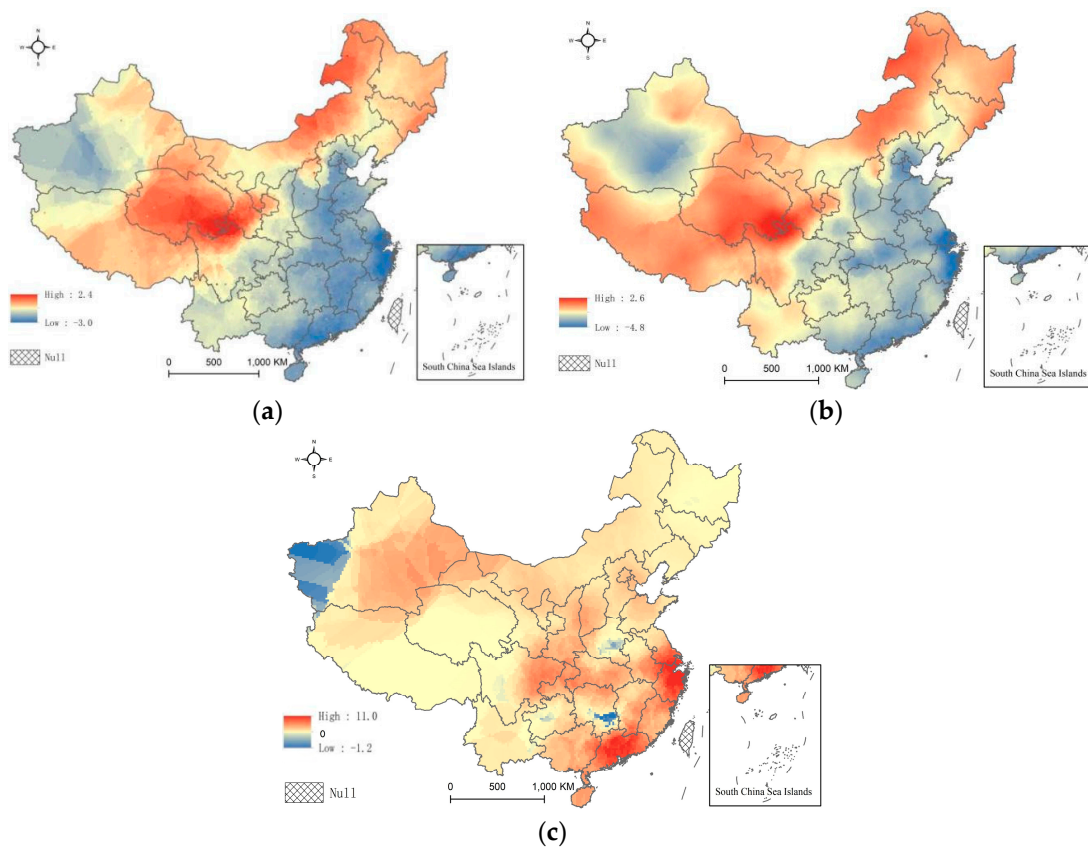 N
W E
S
High : 2.4
Low : -3.0
Null
0 500 1,000 KM
South China Sea Islands
(a)
N
W E
S
High : 2.6
Low : -4.8
Null
0 500 1,000 KM
South China Sea Islands
(b)
N
W E
S
High : 11.0
0
Low : -1.2
Null
0 500 1,000 KM
South China Sea Islands
(c)